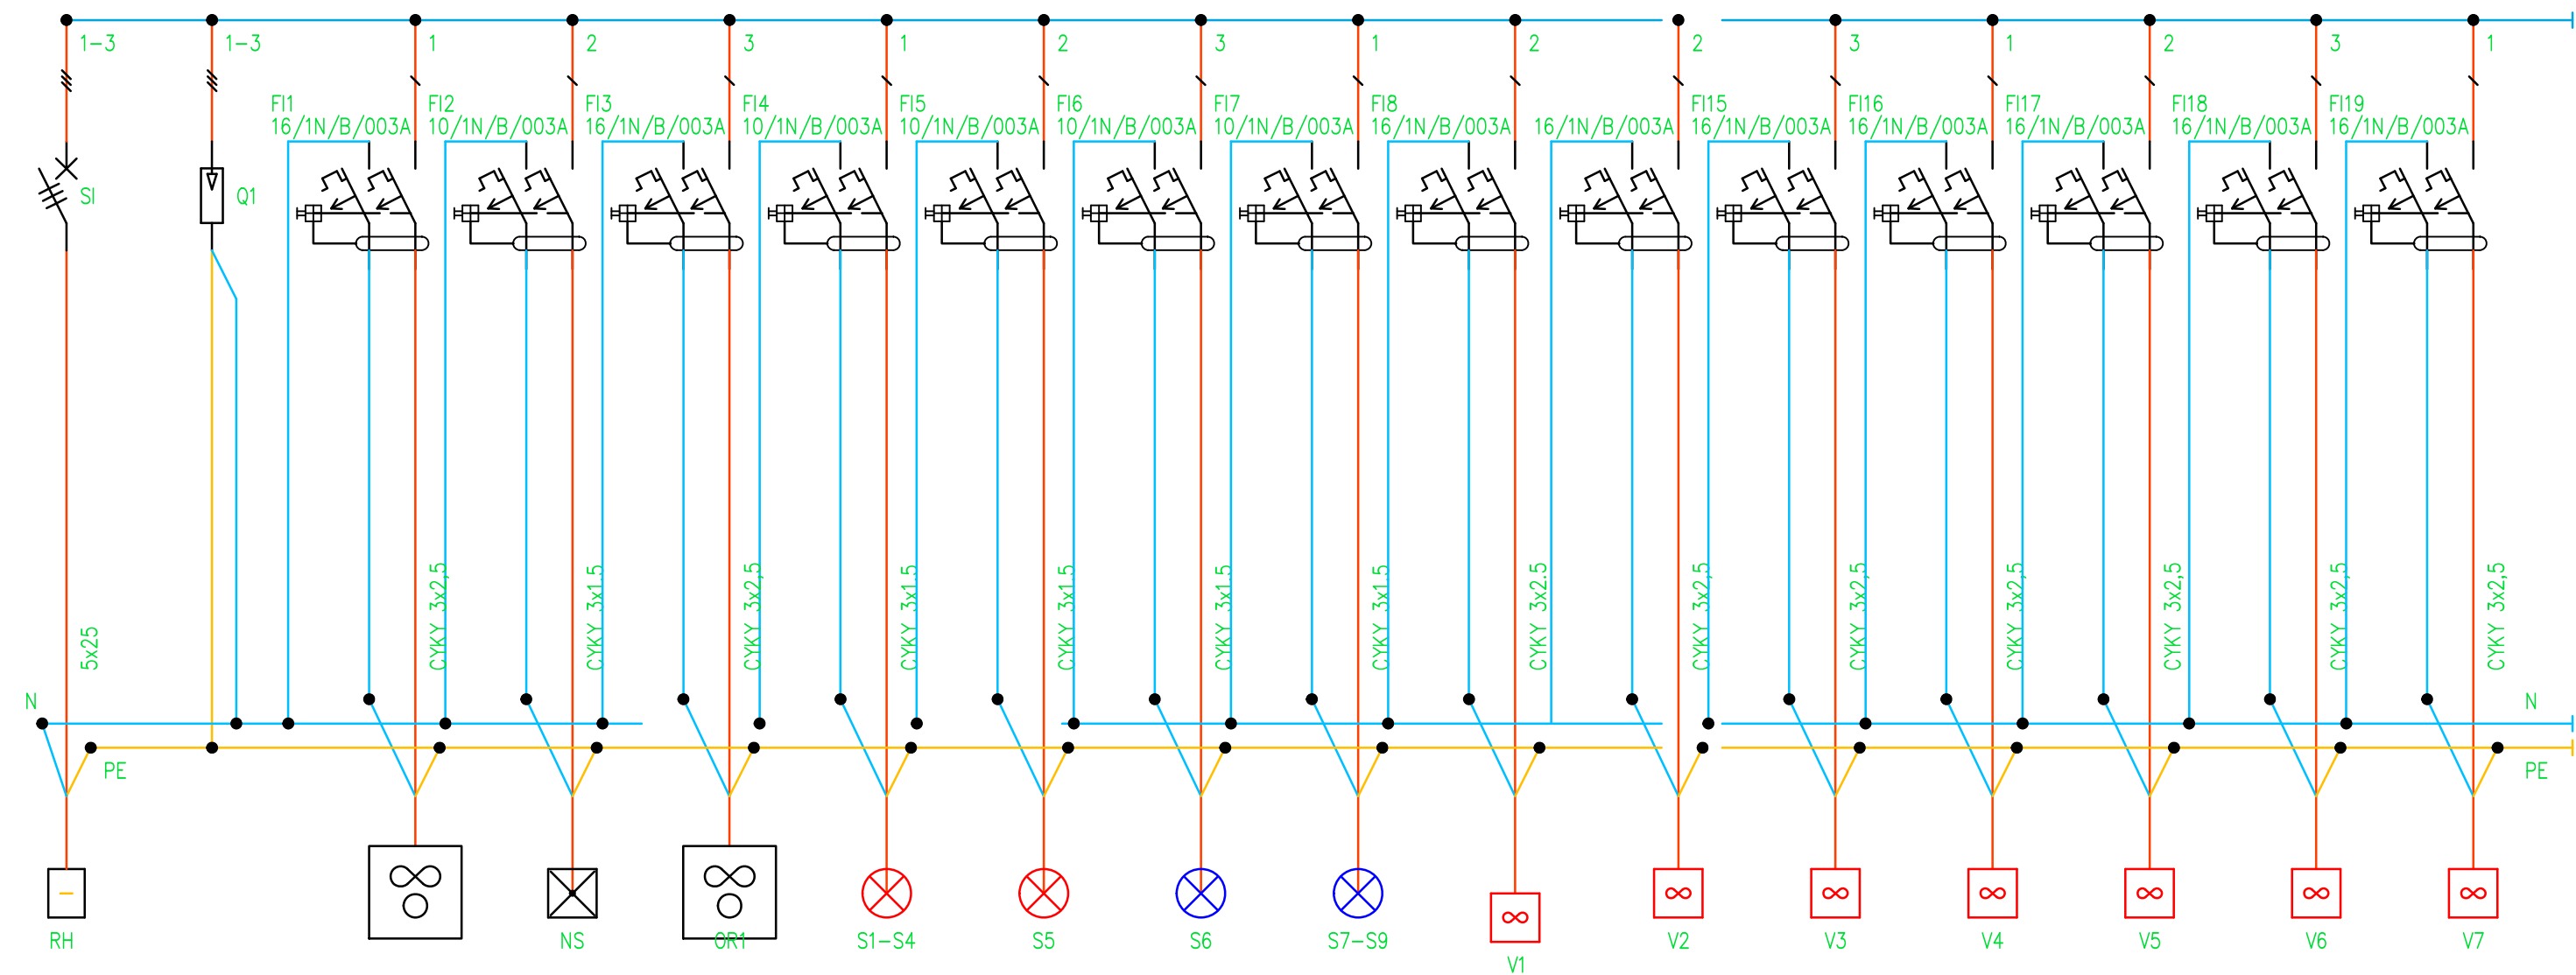 1-3
1-3
1
2
3
1
2
3
1
2
2
3
1
2
3
1
FI1
16/1N/B/003A
FI2
10/1N/B/003A
FI3
16/1N/B/003A
FI4
10/1N/B/003A
FI5
10/1N/B/003A
FI6
10/1N/B/003A
FI7
10/1N/B/003A
FI8
16/1N/B/003A
16/1N/B/003A
FI15
16/1N/B/003A
FI16
16/1N/B/003A
FI17
16/1N/B/003A
FI18
16/1N/B/003A
FI19
16/1N/B/003A
SI
Q1
5x25
CYKY 3x2,5
CYKY 3x1.5
CYKY 3x2,5
CYKY 3x1.5
CYKY 3x1.5
CYKY 3x1.5
CYKY 3x1.5
CYKY 3x2.5
CYKY 3x2,5
CYKY 3x2,5
CYKY 3x2,5
CYKY 3x2,5
CYKY 3x2,5
CYKY 3x2,5
N
N
PE
PE
RH
NS
OR1
S1-S4
S5
S6
S7-S9
V1
V2
V3
V4
V5
V6
V7